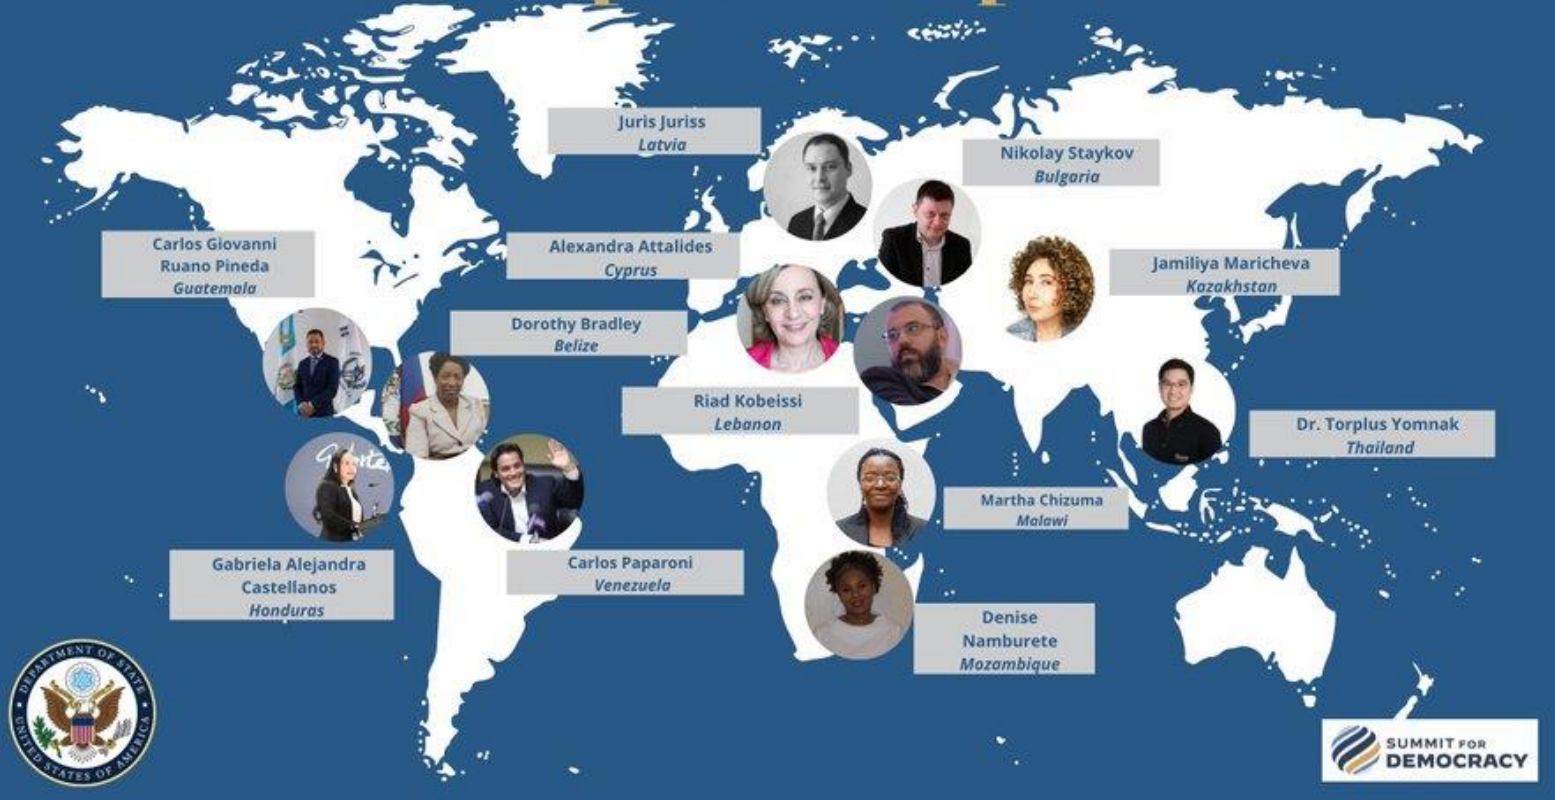 Juris Juriss
Latvia
Nikolay Staykov
Bulgaria
Carlos Giovanni
Ruano Pineda
Guatemala
Alexandra Attalides
Cyprus
Jamiliya Maricheva
Kazakhstan
Dorothy Bradley
Belize
Riad Kobeissi
Lebanon
Dr. Torplus Yomnak
Thailand
Martha Chizuma
Malawi
Gabriela Alejandra
Castellanos
Honduras
Carlos Paparoni
Venezuela
Denise
Namburete
Mozambique
DEPARTMENT OF STATE
UNITED STATES OF AMERICA
SUMMIT FOR
DEMOCRACY